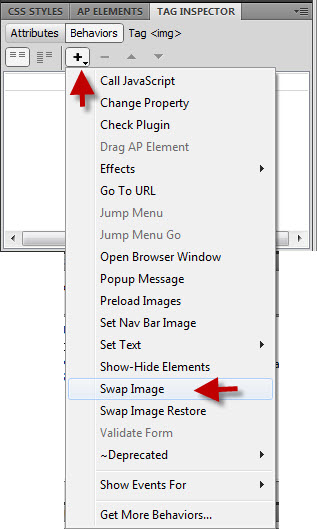 CSS STYLES AP ELEMENTS TAG INSPECTOR
Attributes Behaviors Tag <img>
Call JavaScript
Change Property
Check Plugin
Drag AP Element
Effects
Go To URL
Jump Menu
Jump Menu Go
Open Browser Window
Popup Message
Preload Images
Set Nav Bar Image
Set Text
Show-Hide Elements
Swap Image
Swap Image Restore
Validate Form
~Deprecated
Show Events For
Get More Behaviors...